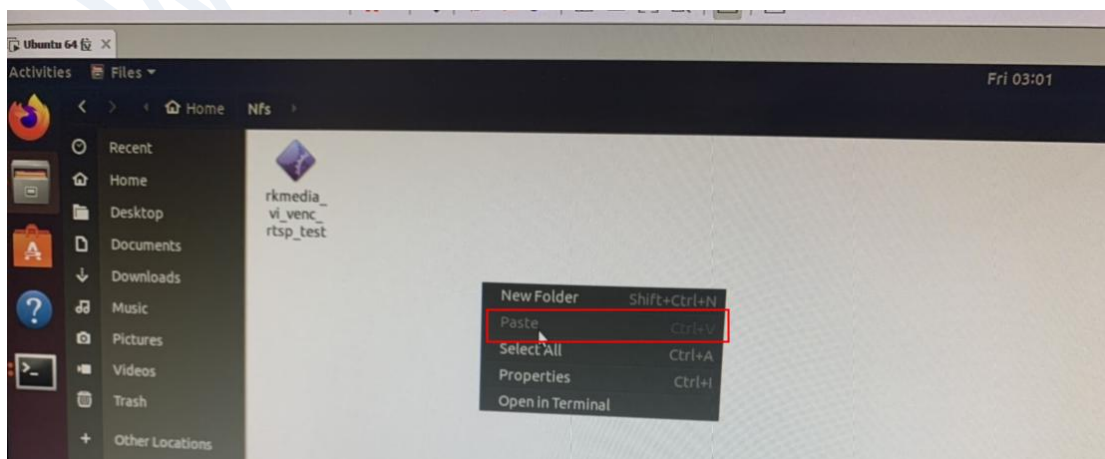 Ubuntu 64 位
Activities Files
Fri 03:01
Home Nfs
Recent
Home
Desktop
Documents
Downloads
Music
Pictures
Videos
Trash
Other Locations
rkmedia_
vi_venc_
rtsp_test
New Folder Shift+Ctrl+N
Paste Ctrl+V
Select All Ctrl+A
Properties Ctrl+I
Open in Terminal